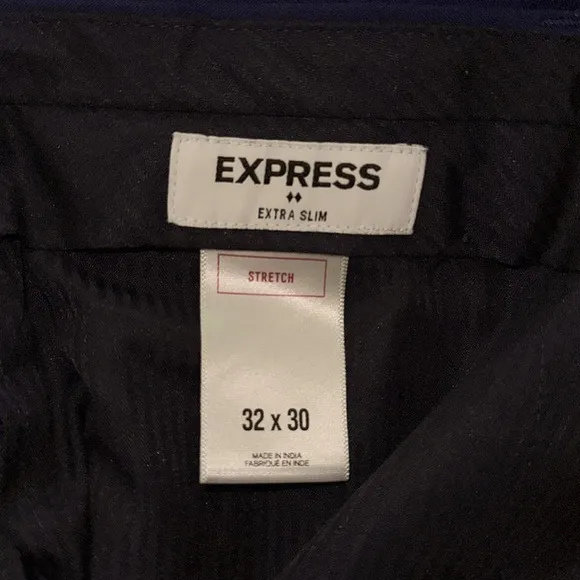 EXPRESS
EXTRA SLIM
STRETCH
32 x 30
MADE IN INDIA
FABRIQUÉ EN INDE